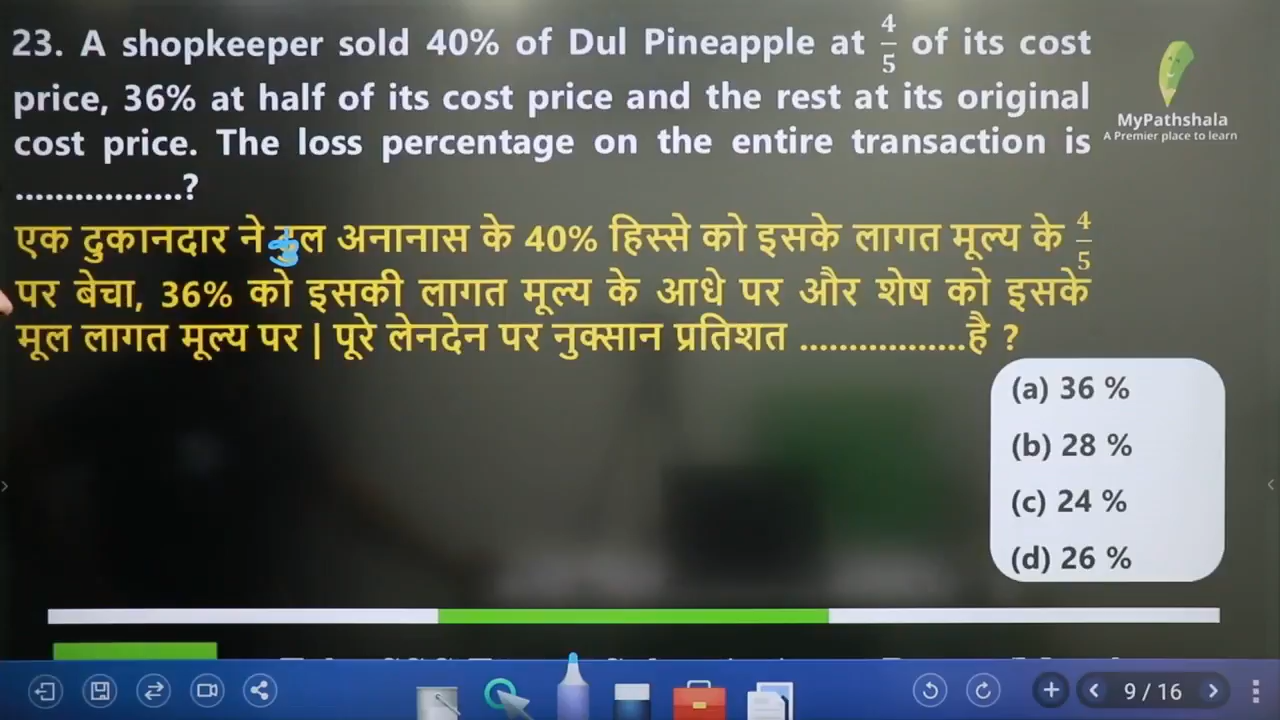 23. A shopkeeper sold 40% of Dul Pineapple at 4/5 of its cost
price, 36% at half of its cost price and the rest at its original
cost price. The loss percentage on the entire transaction is
.................?
MyPathshala
A Premier place to learn
एक दुकानदार ने कुल अनानास के 40% हिस्से को इसके लागत मूल्य के 4/5
पर बेचा, 36% को इसकी लागत मूल्य के आधे पर और शेष को इसके
मूल लागत मूल्य पर | पूरे लेनदेन पर नुक्सान प्रतिशत .................है ?
(a) 36 %
(b) 28 %
(c) 24 %
(d) 26 %
9 / 16